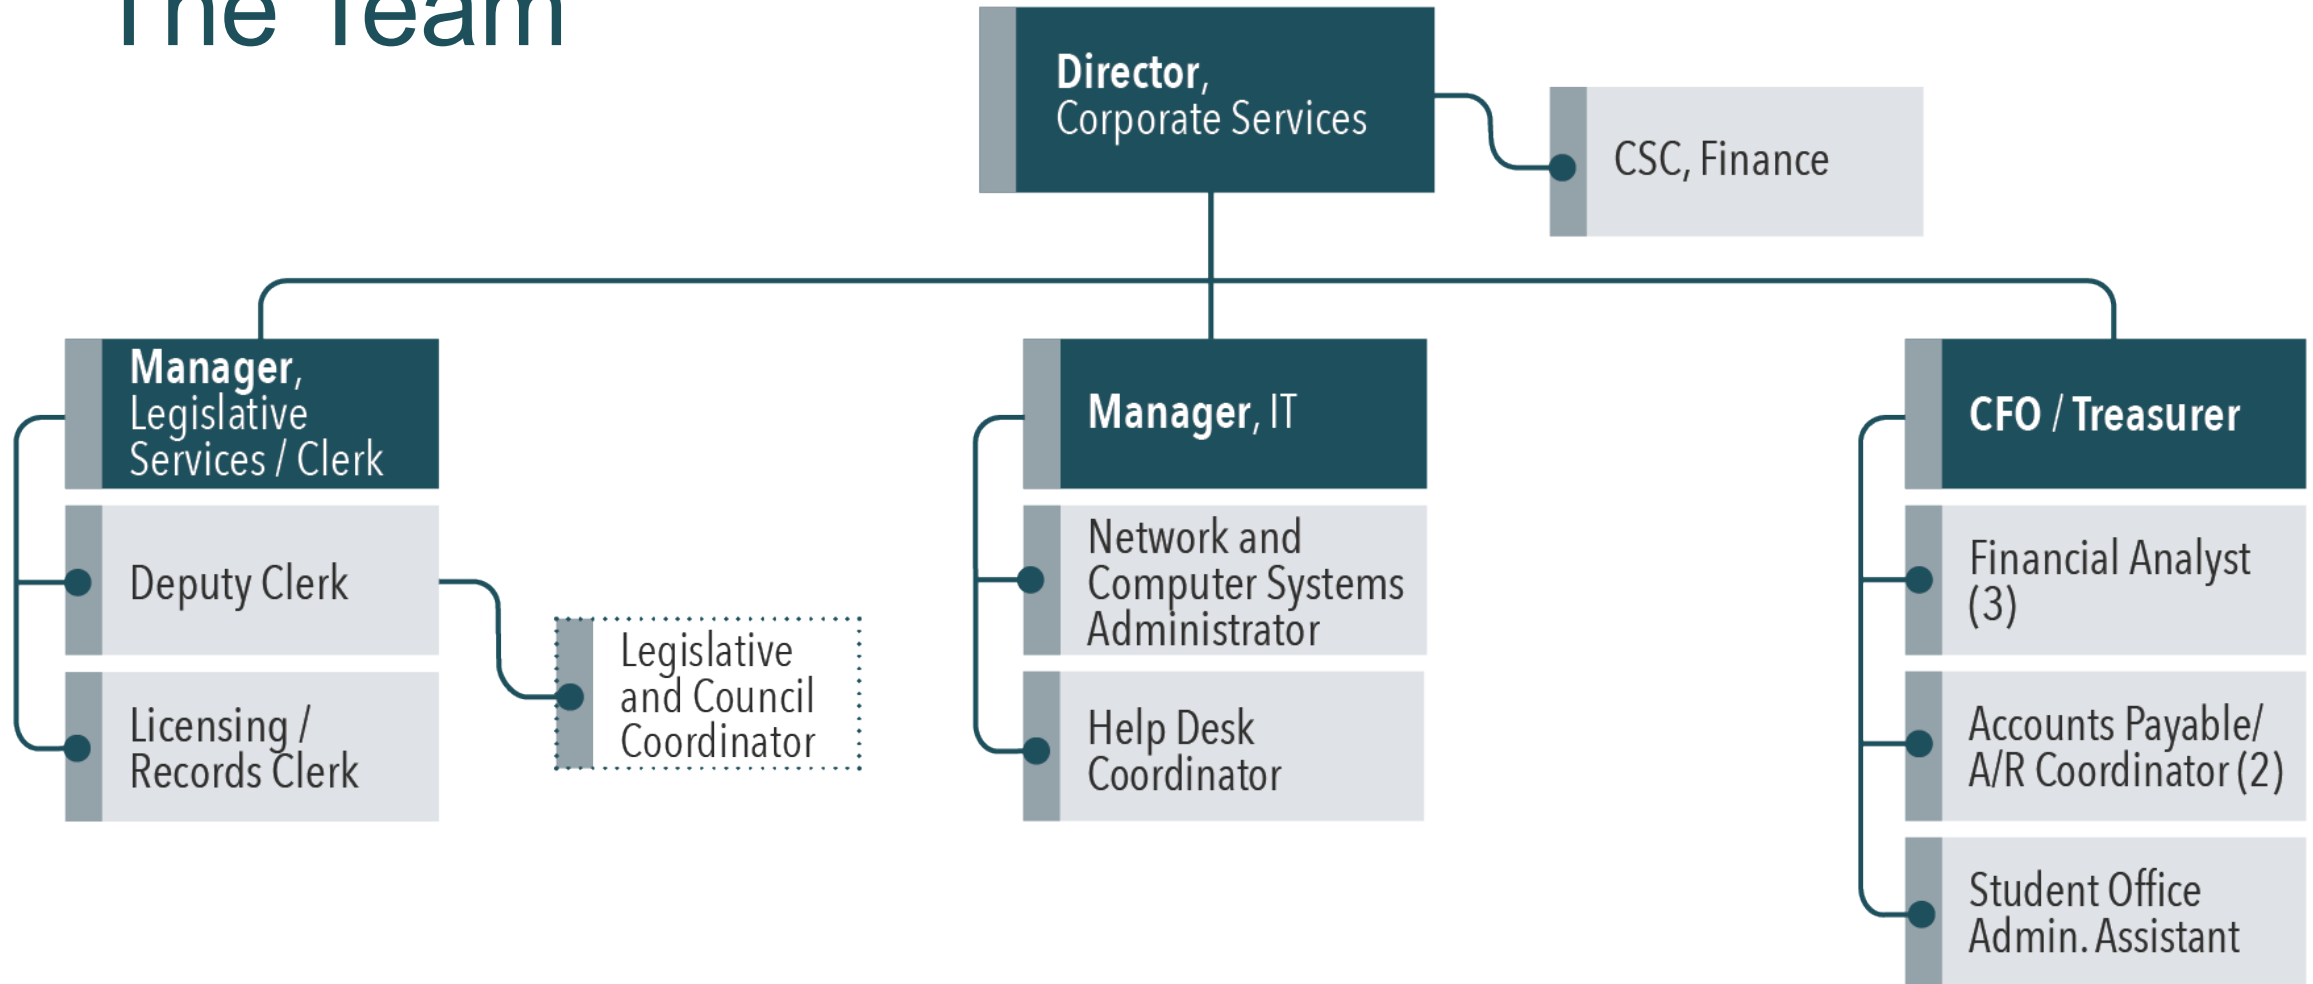 The Team
Director,
Corporate Services
CSC, Finance
Manager,
Legislative
Services / Clerk
Deputy Clerk
Licensing /
Records Clerk
Legislative
and Council
Coordinator
Manager, IT
Network and
Computer Systems
Administrator
Help Desk
Coordinator
CFO / Treasurer
Financial Analyst
(3)
Accounts Payable/
A/R Coordinator (2)
Student Office
Admin. Assistant